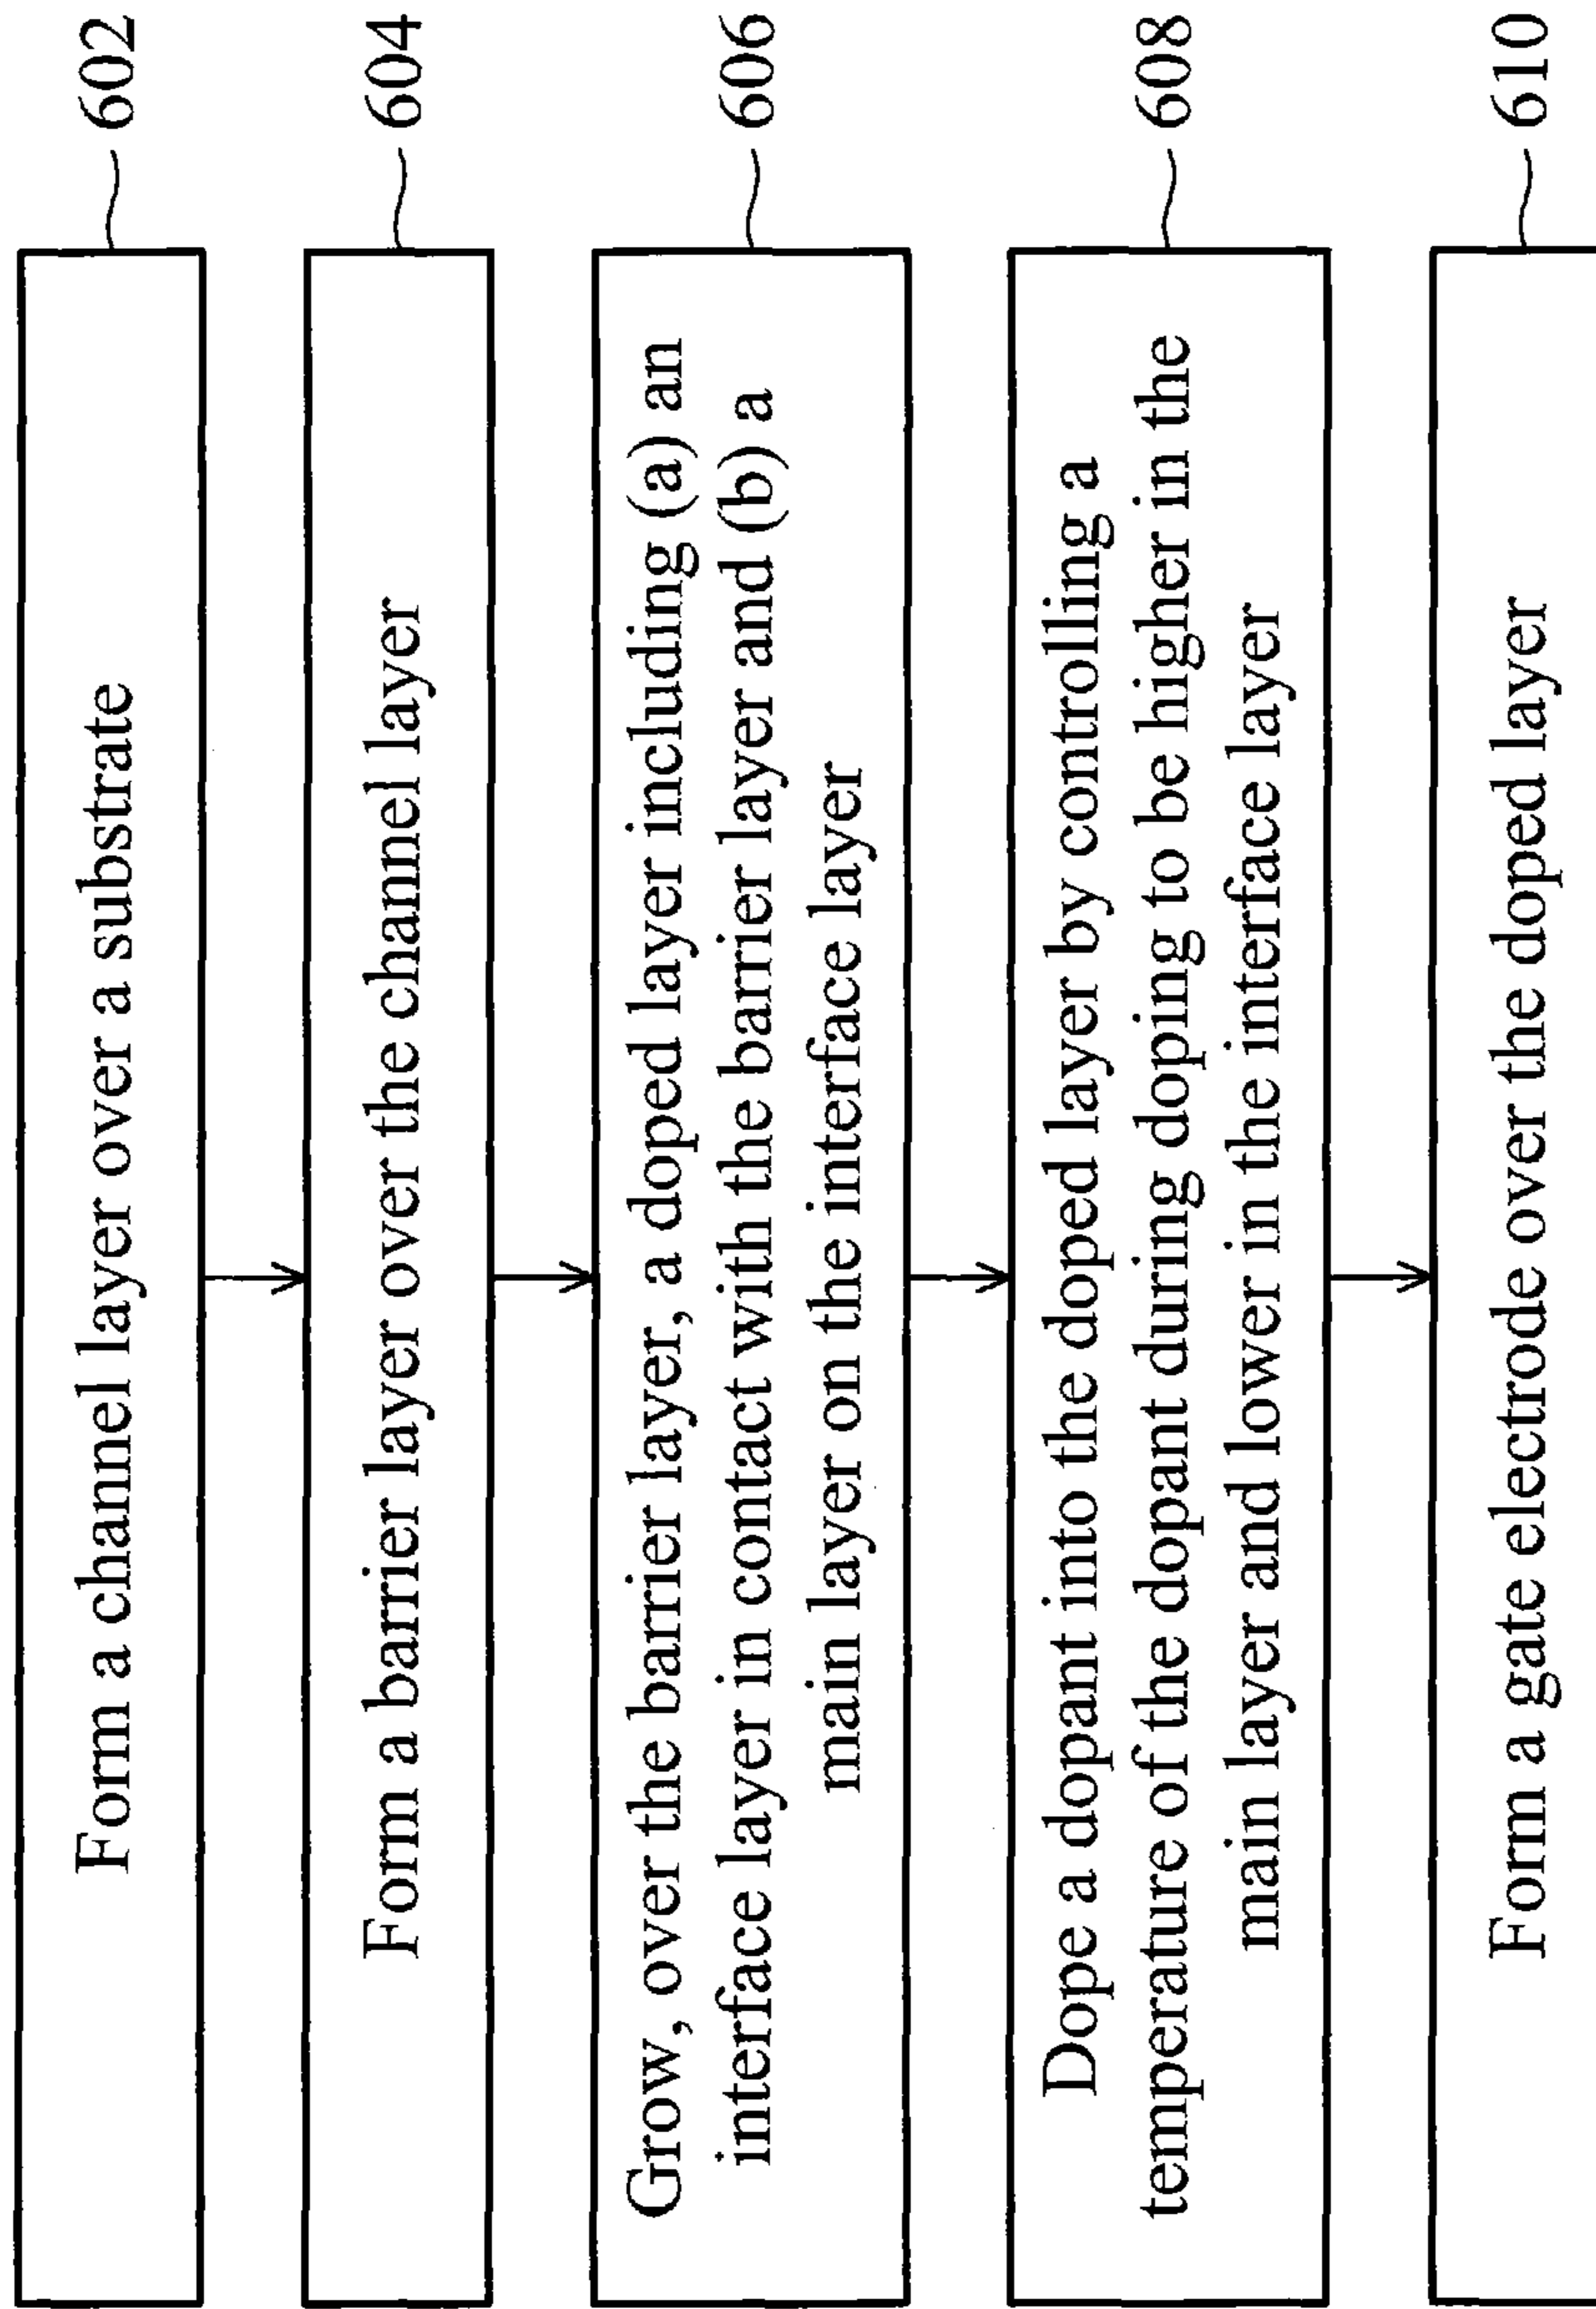 Form a channel layer over a substrate
602
Form a barrier layer over the channel layer
604
Grow, over the barrier layer, a doped layer including (a) an
interface layer in contact with the barrier layer and (b) a
main layer on the interface layer
606
Dope a dopant into the doped layer by controlling a
temperature of the dopant during doping to be higher in the
main layer and lower in the interface layer
608
Form a gate electrode over the doped layer
610